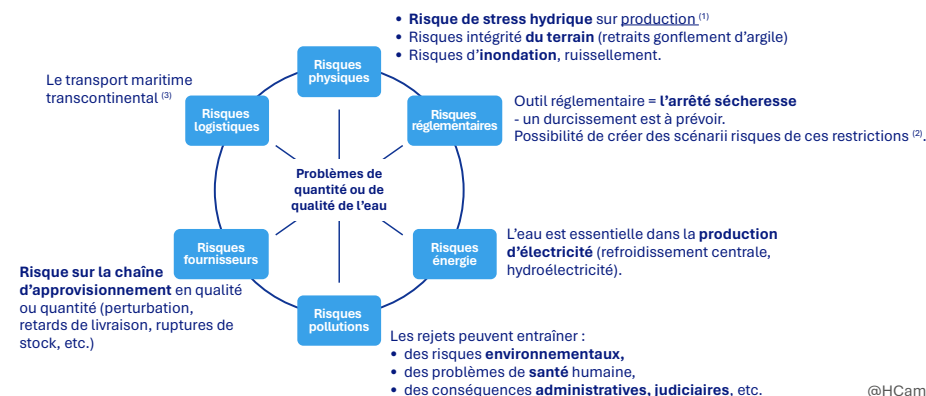 • Risque de stress hydrique sur production (1)
• Risques intégrité du terrain (retraits gonflement d'argile)
• Risques d'inondation, ruissellement.
Risques
physiques
Le transport maritime
transcontinental (3)
Risques
logistiques
Risques
réglementaires
Outil réglementaire = l'arrêté sécheresse
- un durcissement est à prévoir.
Possibilité de créer des scénarii risques de ces restrictions (2).
Problèmes de
quantité ou de
qualité de l'eau
Risques
fournisseurs
Risques
énergie
L'eau est essentielle dans la production
d'électricité (refroidissement centrale,
hydroélectricité).
Risque sur la chaîne
d'approvisionnement en qualité
ou quantité (perturbation,
retards de livraison, ruptures de
stock, etc.)
Risques
pollutions
Les rejets peuvent entraîner :
• des risques environnementaux,
• des problèmes de santé humaine,
• des conséquences administratives, judiciaires, etc.
@HCam